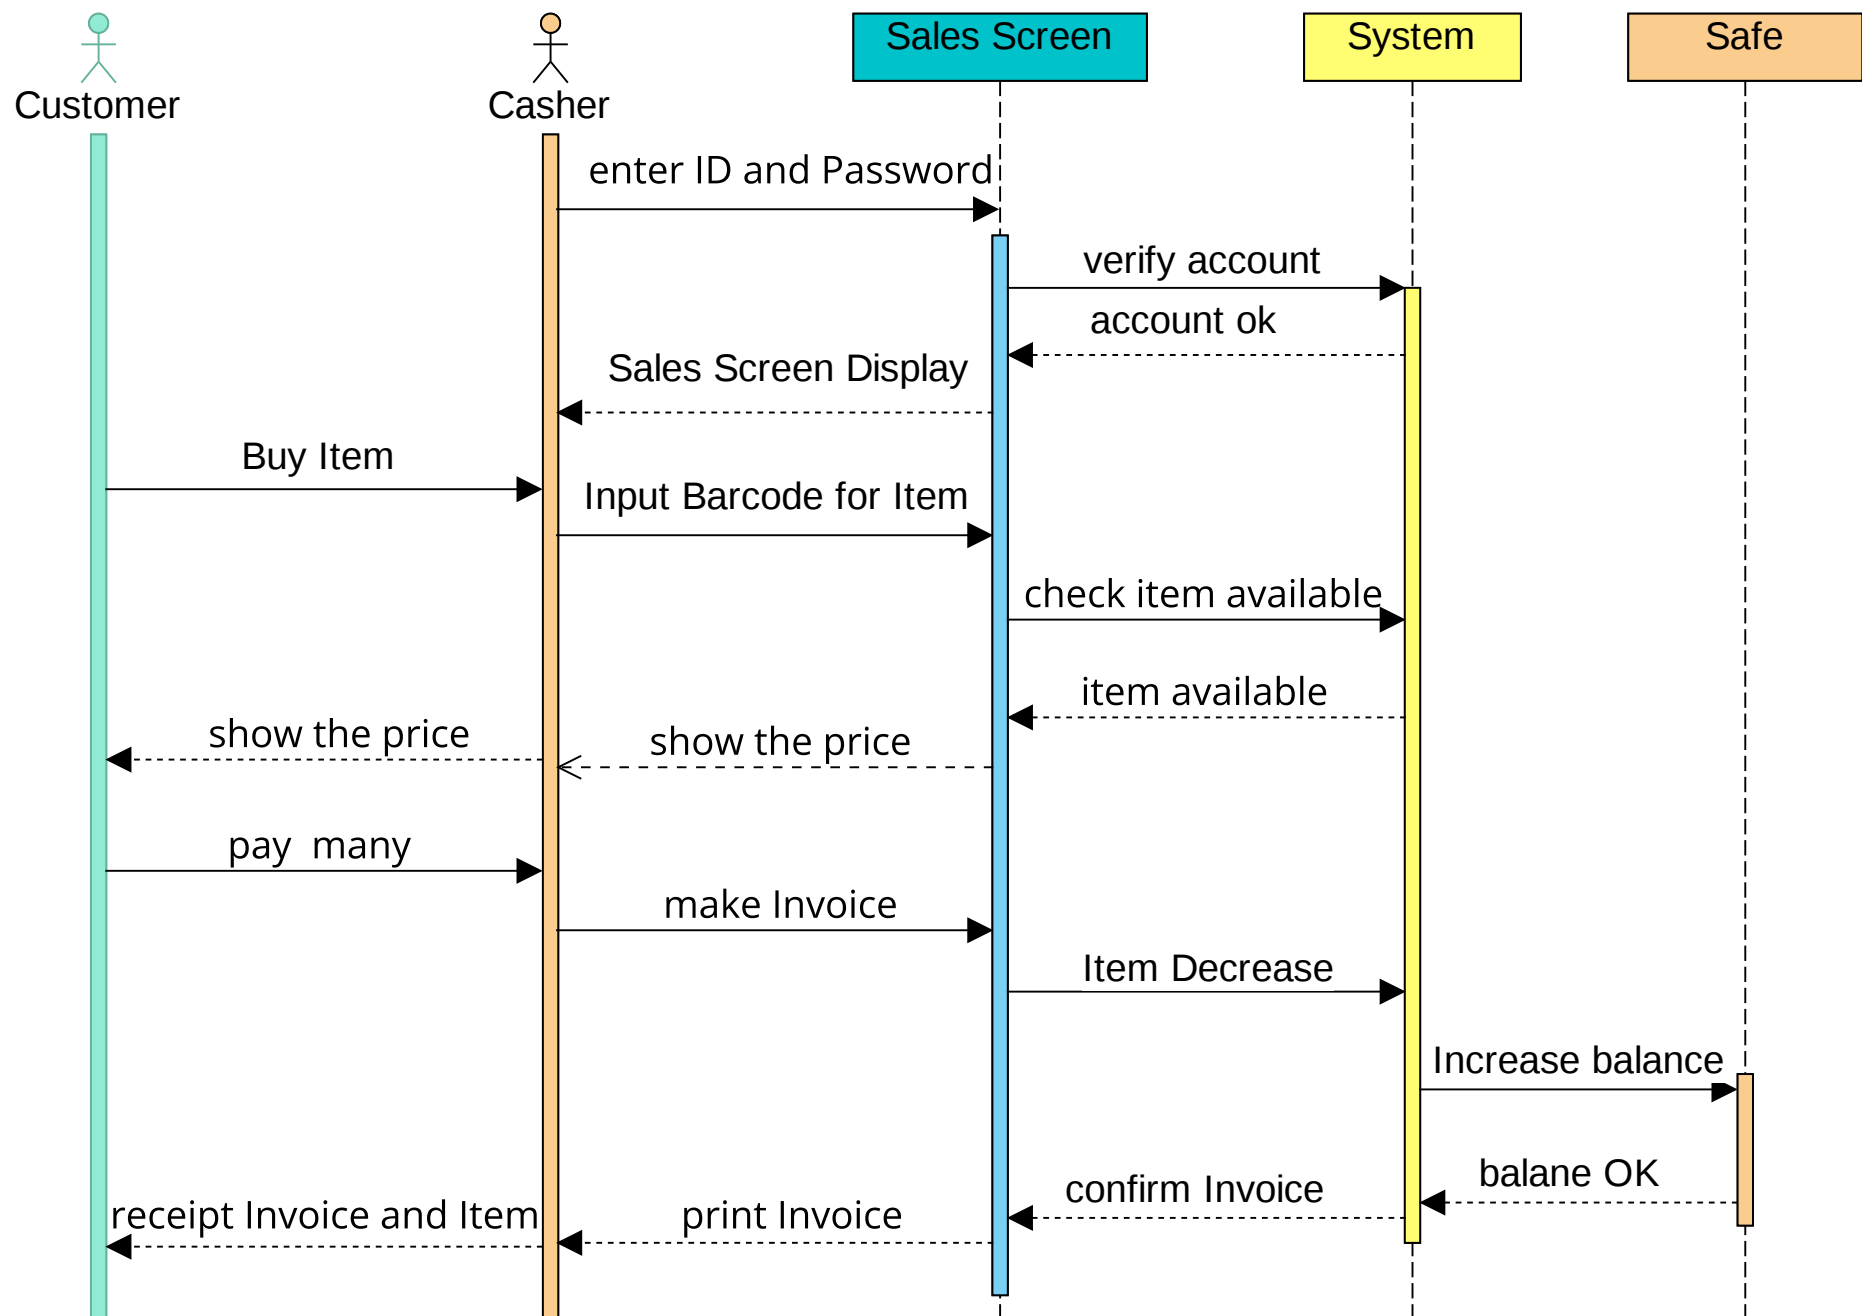 Sales Screen
System
Safe
Customer
Casher
enter ID and Password
verify account
account ok
Sales Screen Display
Buy Item
Input Barcode for Item
check item available
item available
show the price
show the price
pay  many
make Invoice
Item Decrease
Increase balance
balane OK
confirm Invoice
receipt Invoice and Item
print Invoice